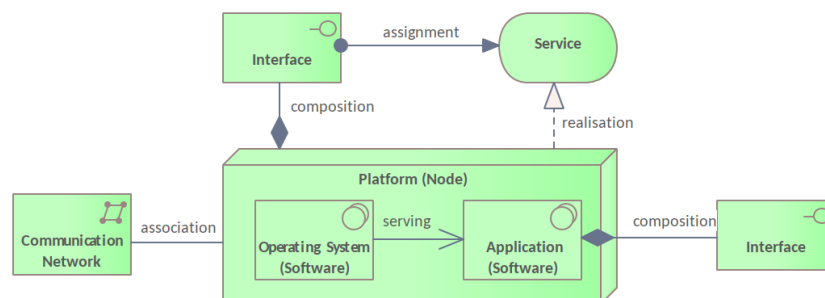 assignment
Interface
Service
composition
realisation
Platform (Node)
Communication
Network
association
Operating System
(Software)
serving
Application
(Software)
composition
Interface